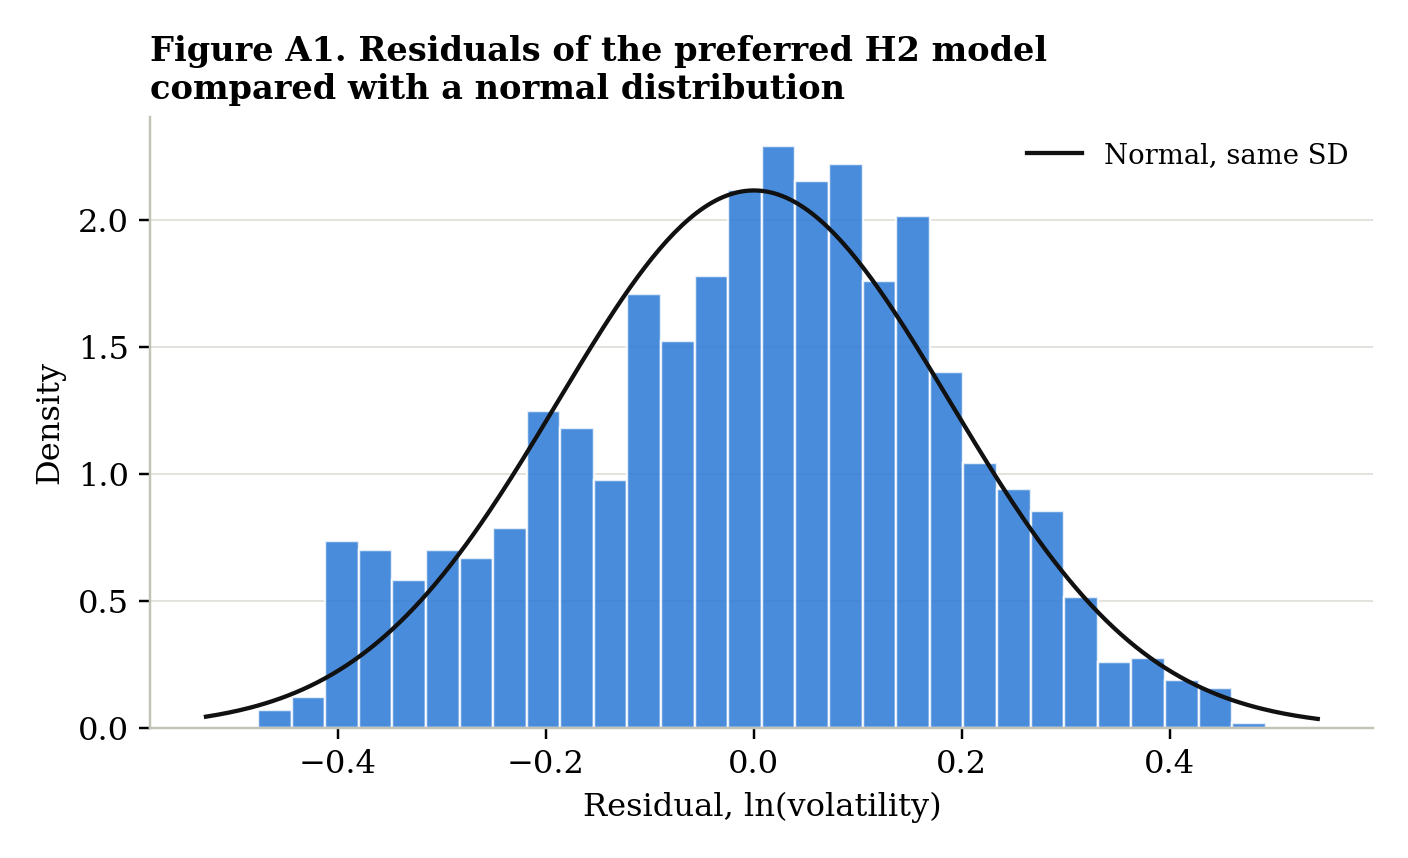 Figure A1. Residuals of the preferred H2 model
compared with a normal distribution
Normal, same SD
Density
2.0
1.5
1.0
0.5
0.0
−0.4
−0.2
0.0
0.2
0.4
Residual, ln(volatility)